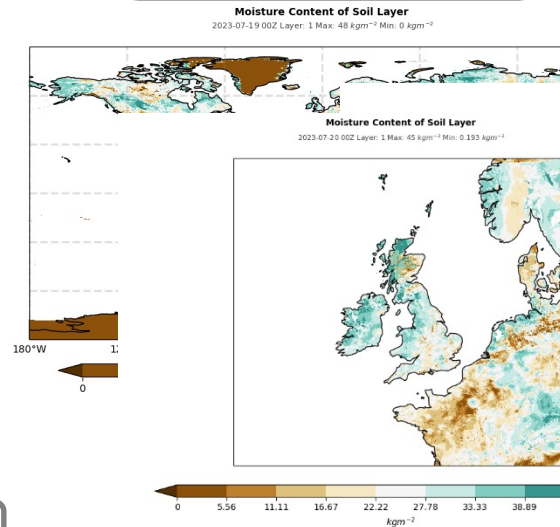 Moisture Content of Soil Layer
2023-07-19 00Z Layer: 1 Max: 48 kgm⁻² Min: 0 kgm⁻²
Moisture Content of Soil Layer
2023-07-20 00Z Layer: 1 Max: 45 kgm⁻² Min: 0.193 kgm⁻²
180°W
0
0 5.56 11.11 16.67 22.22 27.78 33.33 38.89
kgm⁻²